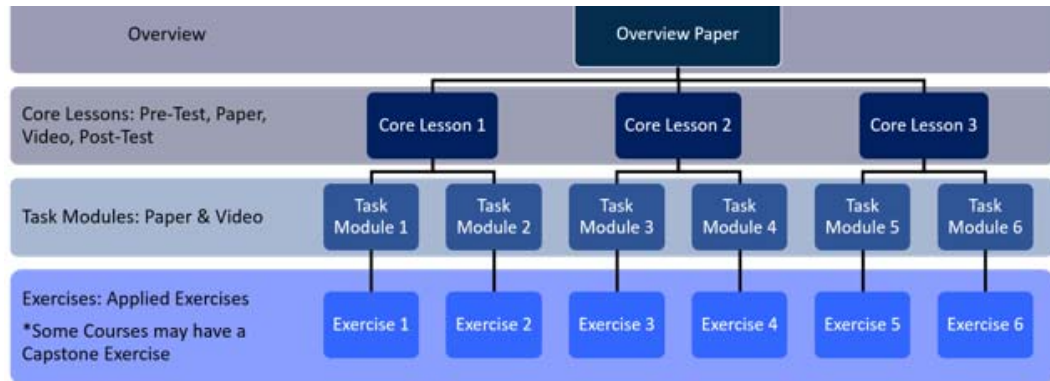 Overview
Overview Paper
Core Lessons: Pre-Test, Paper,
Video, Post-Test
Core Lesson 1
Core Lesson 2
Core Lesson 3
Task Modules: Paper & Video
Task
Module 1
Task
Module 2
Task
Module 3
Task
Module 4
Task
Module 5
Task
Module 6
Exercises: Applied Exercises
*Some Courses may have a
Capstone Exercise
Exercise 1
Exercise 2
Exercise 3
Exercise 4
Exercise 5
Exercise 6